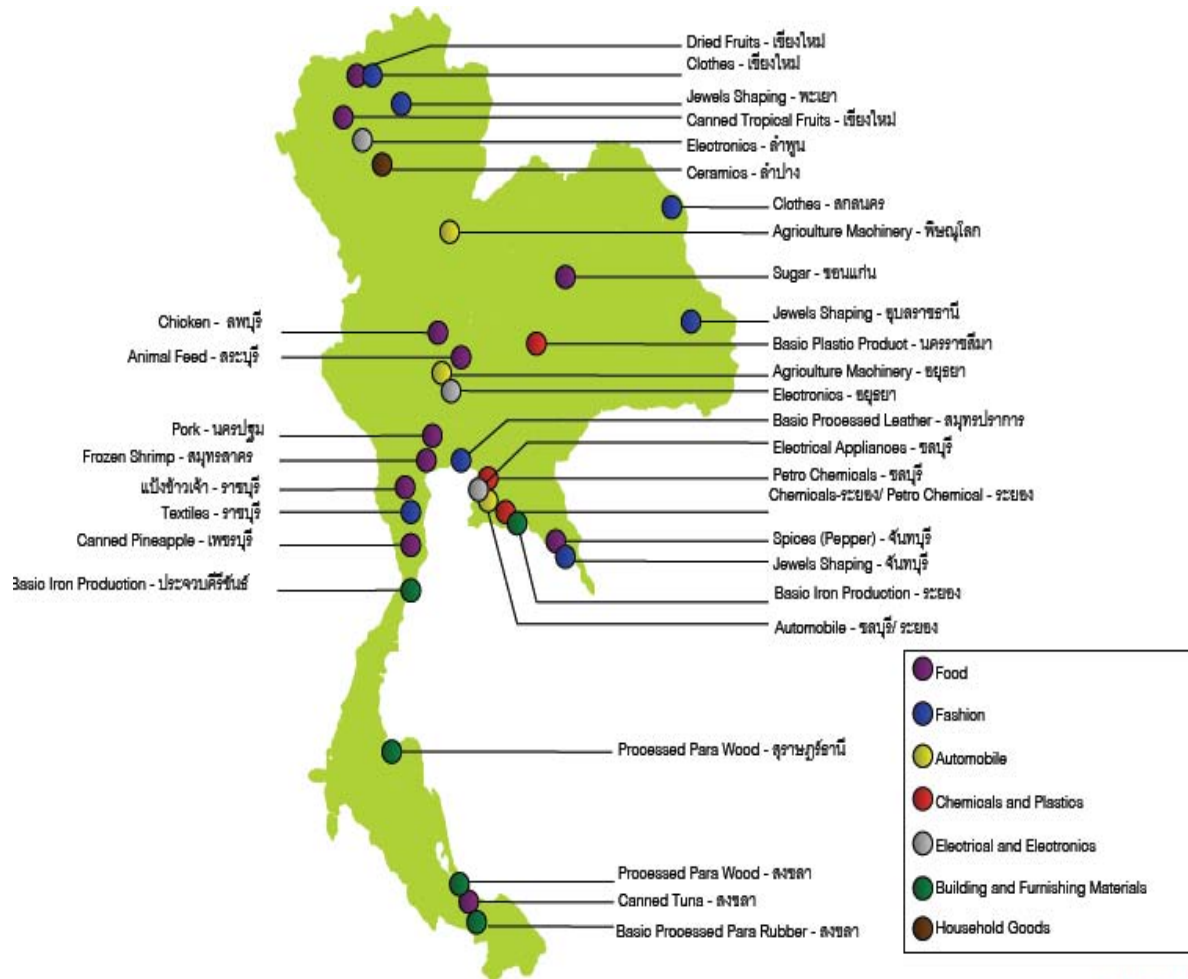 Dried Fruits - เชียงใหม่
Clothes - เชียงใหม่
Jewels Shaping - พะเยา
Canned Tropical Fruits - เชียงใหม่
Electronics - ลำพูน
Ceramics - ลำปาง
Clothes - สกลนคร
Agriculture Machinery - พิษณุโลก
Sugar - ขอนแก่น
Jewels Shaping - อุบลราชธานี
Basic Plastic Product - นครราชสีมา
Agriculture Machinery - อยุธยา
Electronics - อยุธยา
Basic Processed Leather - สมุทรปราการ
Electrical Appliances - ชลบุรี
Petro Chemicals - ชลบุรี
Chemicals-ระยอง/ Petro Chemical - ระยอง
Spices (Pepper) - จันทบุรี
Jewels Shaping - จันทบุรี
Basic Iron Production - ระยอง
Automobile - ชลบุรี/ ระยอง
Chicken - ลพบุรี
Animal Feed - สระบุรี
Pork - นครปฐม
Frozen Shrimp - สมุทรสาคร
แป้งข้าวเจ้า - ราชบุรี
Textiles - ราชบุรี
Canned Pineapple - เพชรบุรี
Basic Iron Production - ประจวบคีรีขันธ์
Processed Para Wood - สุราษฎร์ธานี
Processed Para Wood - สงขลา
Canned Tuna - สงขลา
Basic Processed Para Rubber - สงขลา
Food
Fashion
Automobile
Chemicals and Plastics
Electrical and Electronics
Building and Furnishing Materials
Household Goods